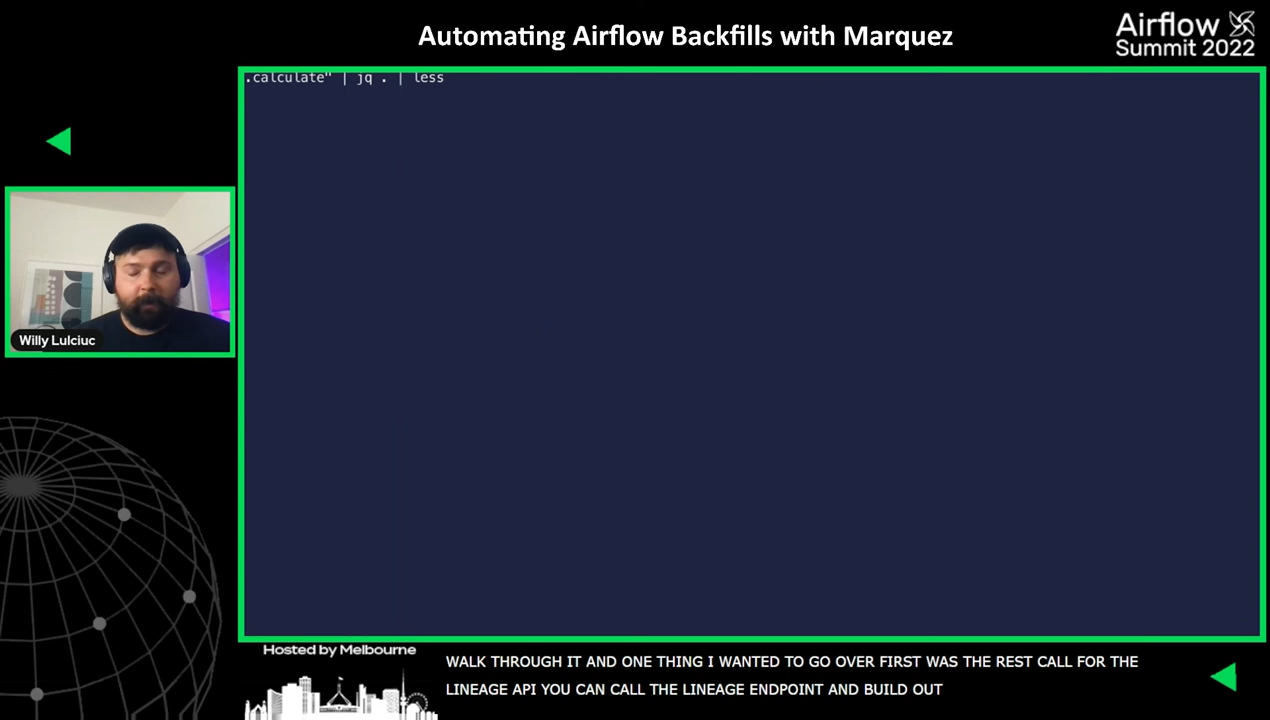 Automating Airflow Backfills with Marquez
Airflow
Summit 2022
.calculate" | jq . | less
Willy Lulciuc
Hosted by Melbourne
WALK THROUGH IT AND ONE THING I WANTED TO GO OVER FIRST WAS THE REST CALL FOR THE
LINEAGE API YOU CAN CALL THE LINEAGE ENDPOINT AND BUILD OUT